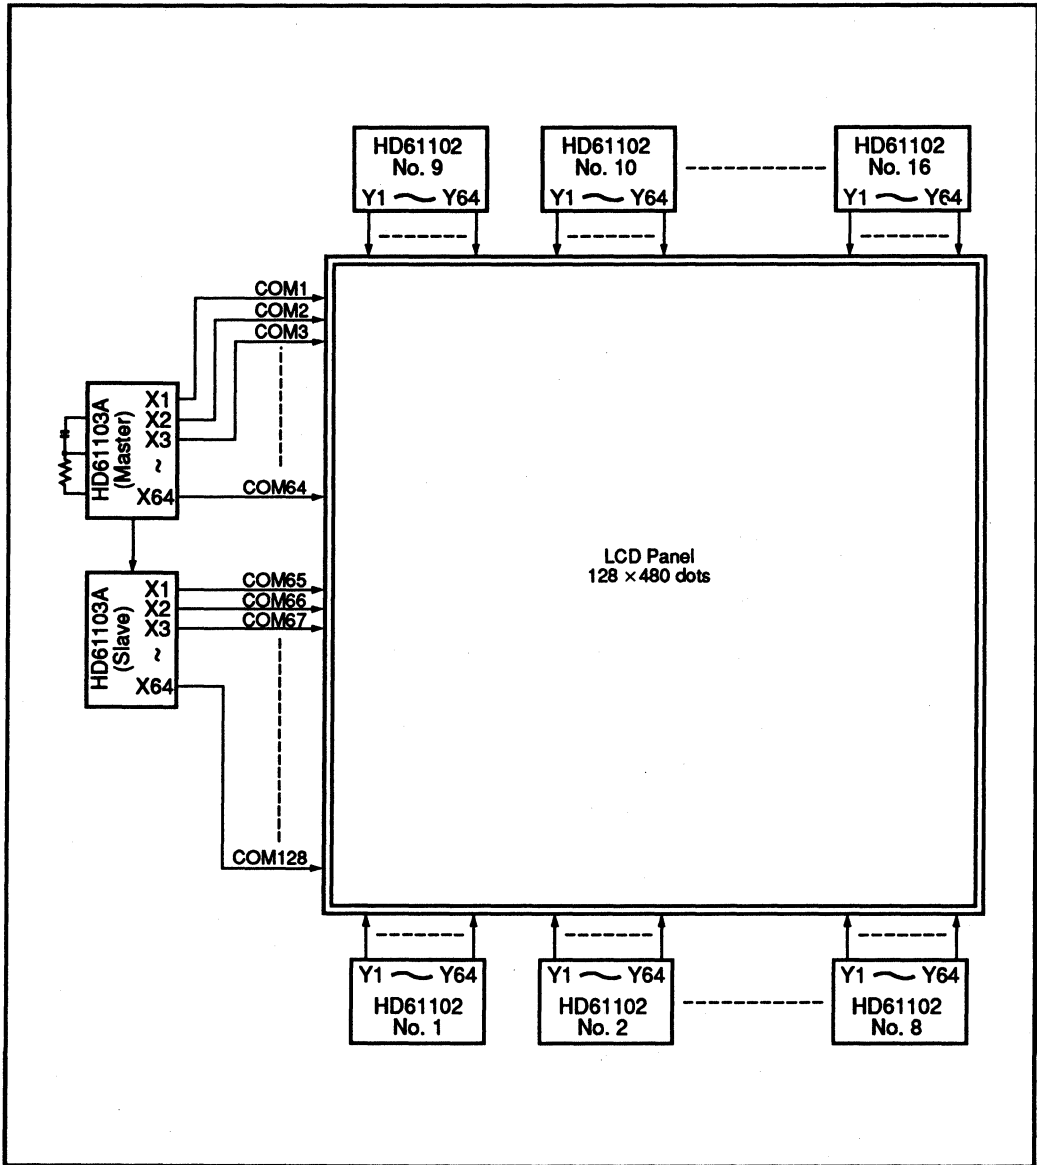 HD61102
No. 9
Y1 ～ Y64
HD61102
No. 10
Y1 ～ Y64
HD61102
No. 16
Y1 ～ Y64
COM1
COM2
COM3
COM64
HD61103A
(Master)
X1
X2
X3
~
X64
LCD Panel
128 × 480 dots
COM65
COM66
COM67
COM128
HD61103A
(Slave)
X1
X2
X3
~
X64
Y1 ～ Y64
HD61102
No. 1
Y1 ～ Y64
HD61102
No. 2
Y1 ～ Y64
HD61102
No. 8